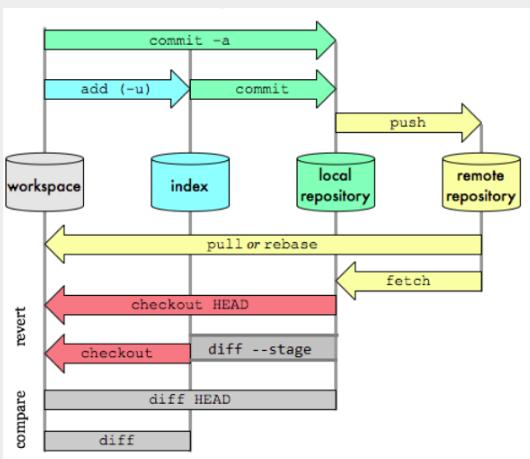 commit -a
add (-u)
commit
push
workspace
index
local
repository
remote
repository
pull or rebase
fetch
revert
checkout HEAD
checkout
diff --stage
compare
diff HEAD
diff